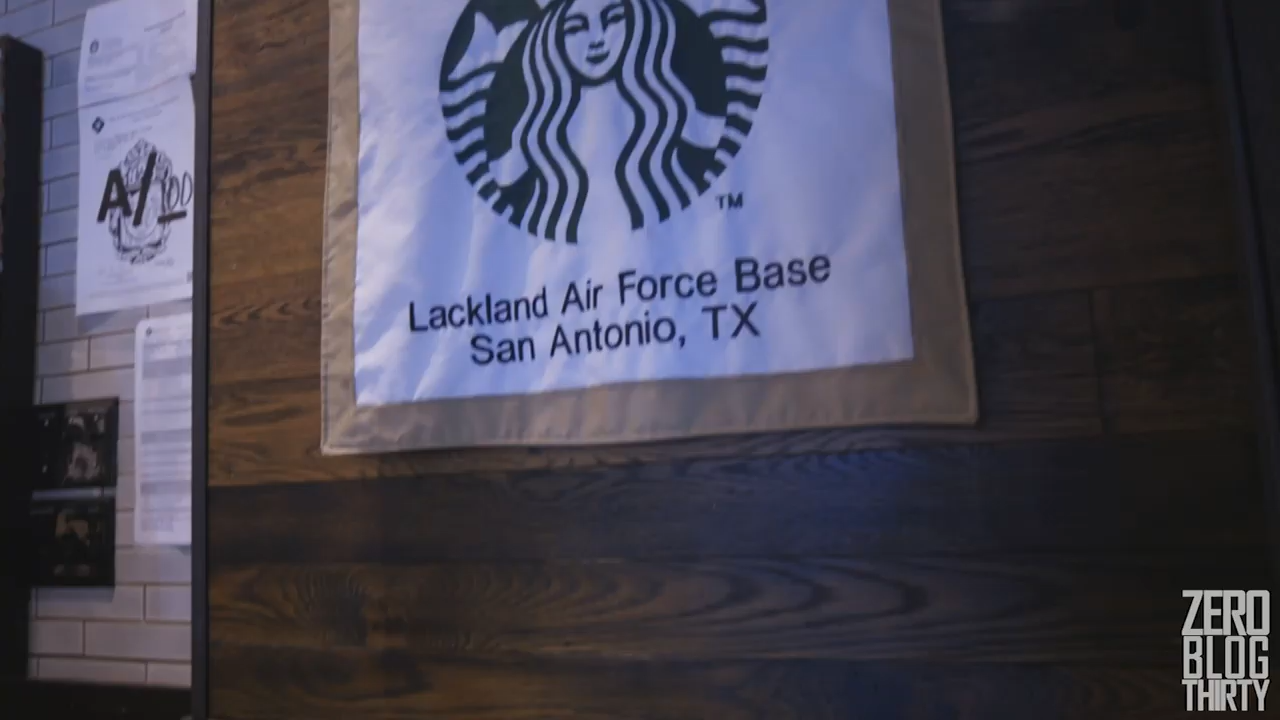 A/100
TM
Lackland Air Force Base
San Antonio, TX
ZERO
BLOG
THIRTY